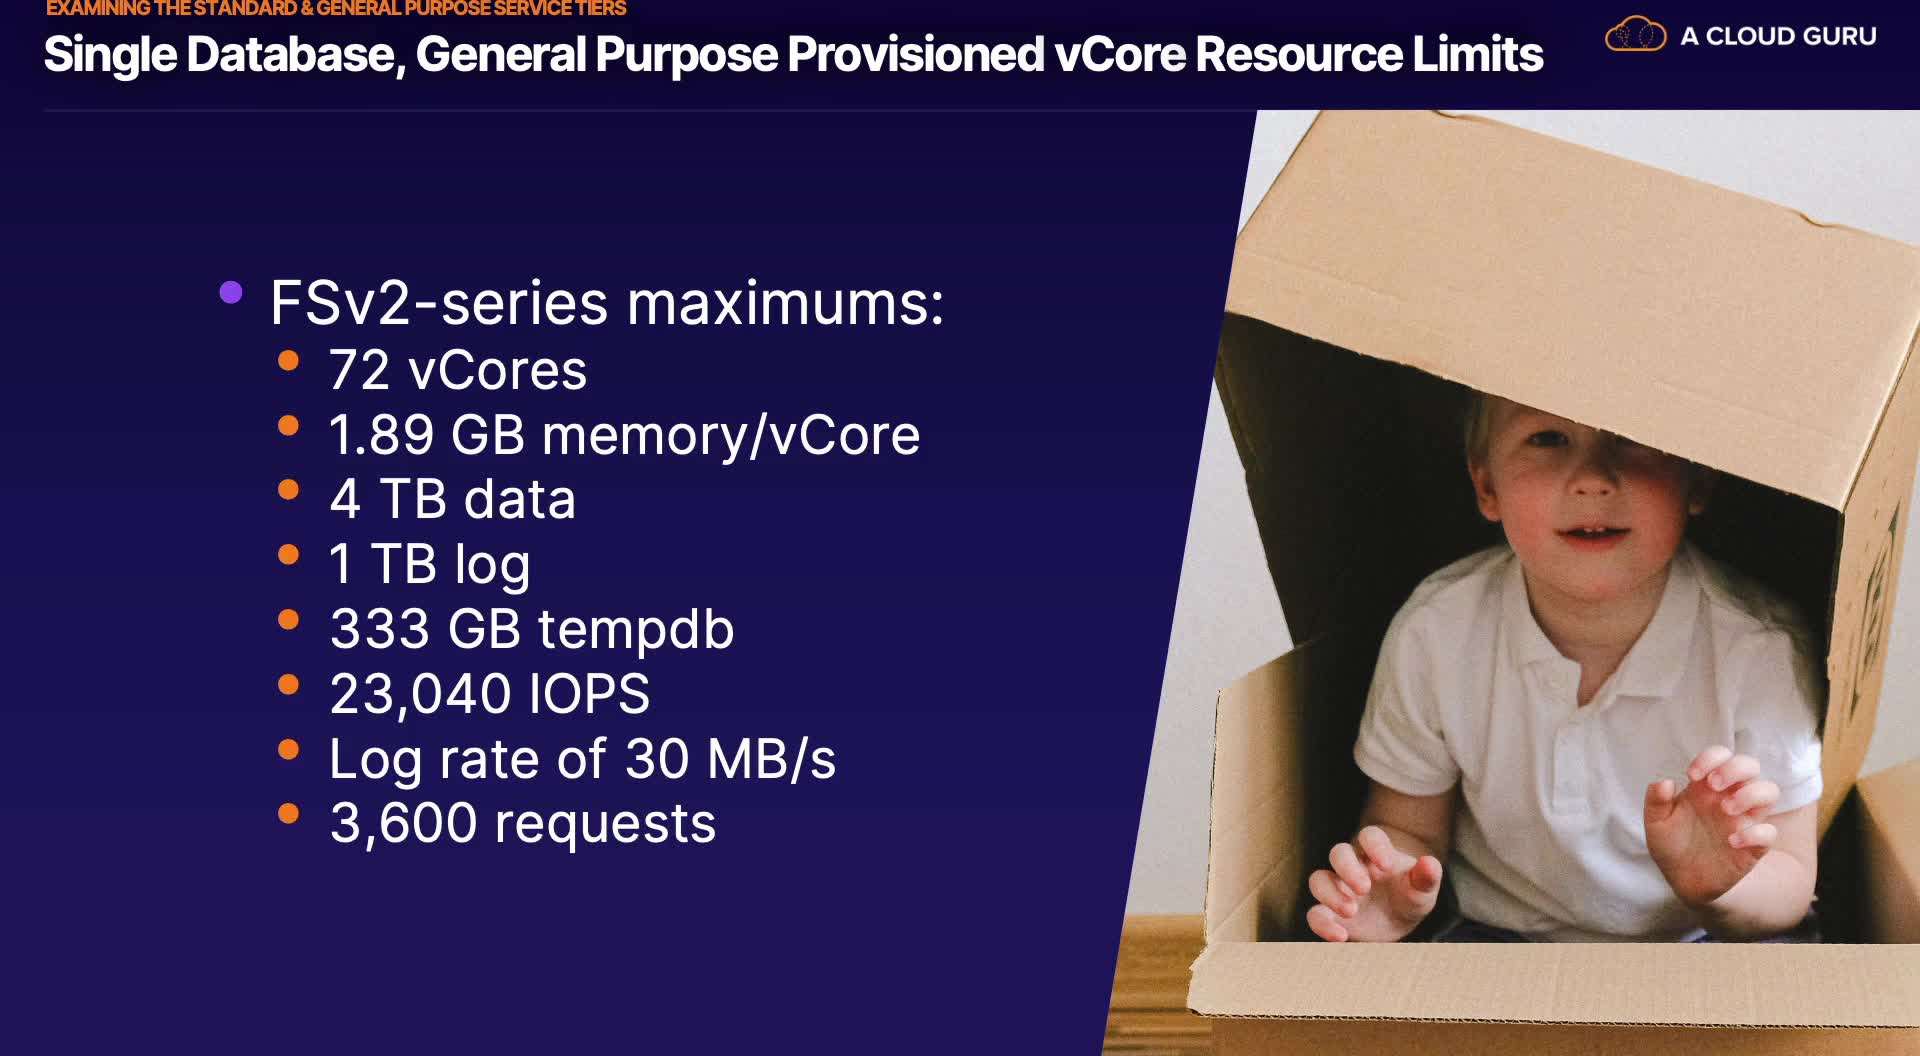 EXAMINING THE STANDARD & GENERAL PURPOSE SERVICE TIERS
Single Database, General Purpose Provisioned vCore Resource Limits
A CLOUD GURU
FSv2-series maximums:
72 vCores
1.89 GB memory/vCore
4 TB data
1 TB log
333 GB tempdb
23,040 IOPS
Log rate of 30 MB/s
3,600 requests